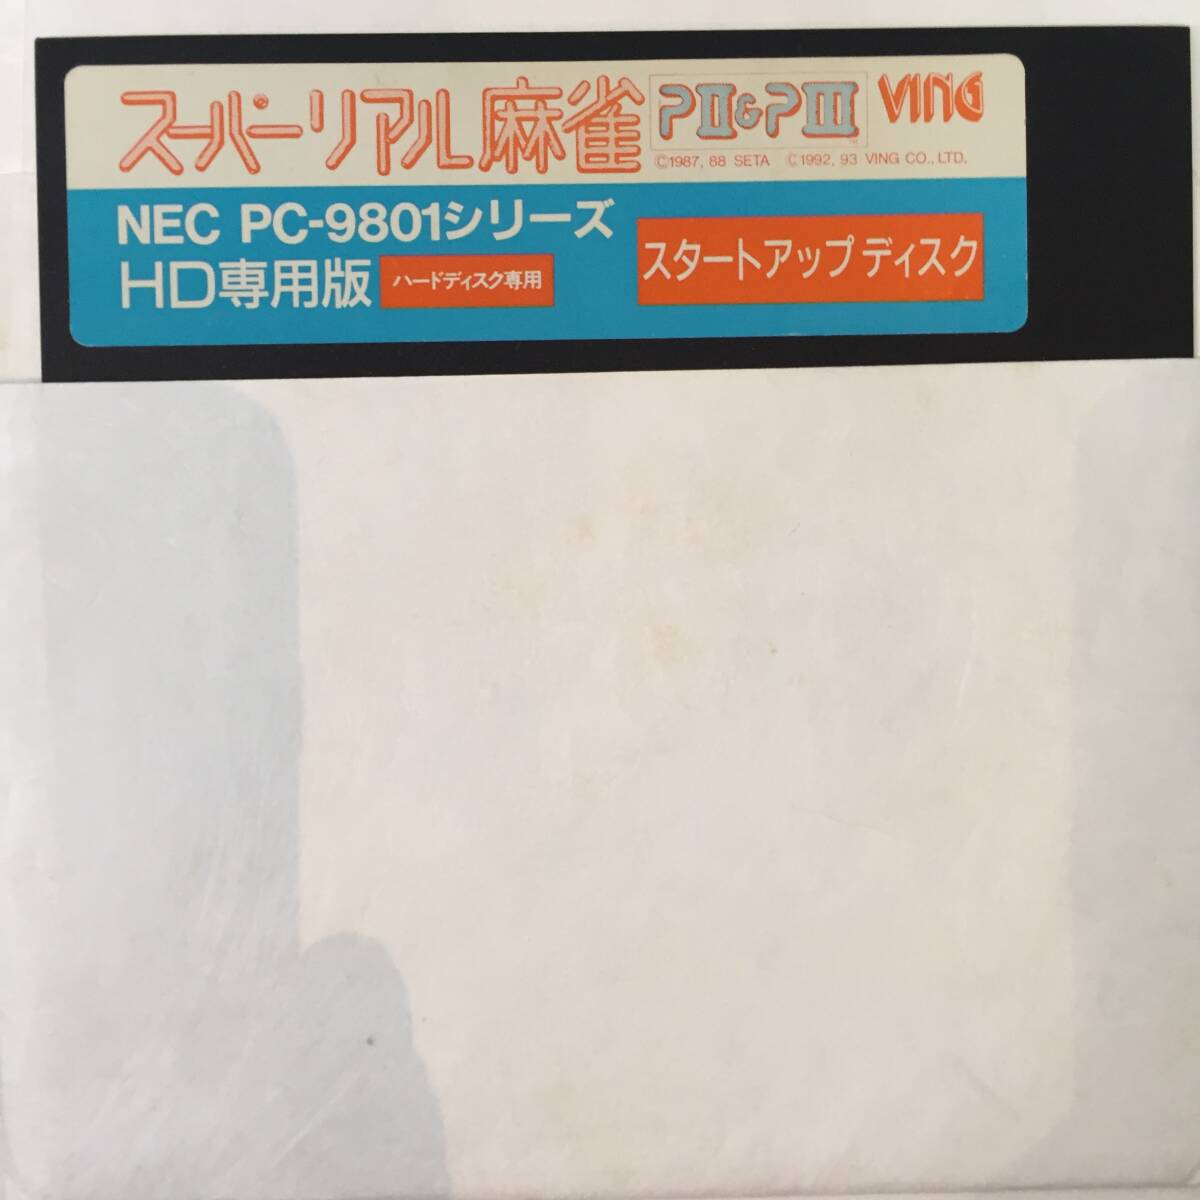 スーパーリアル麻雀 PII&PIII VING
©1987, 88 SETA ©1992, 93 VING CO., LTD.
NEC PC-9801シリーズ
HD専用版 ハードディスク専用
スタートアップディスク